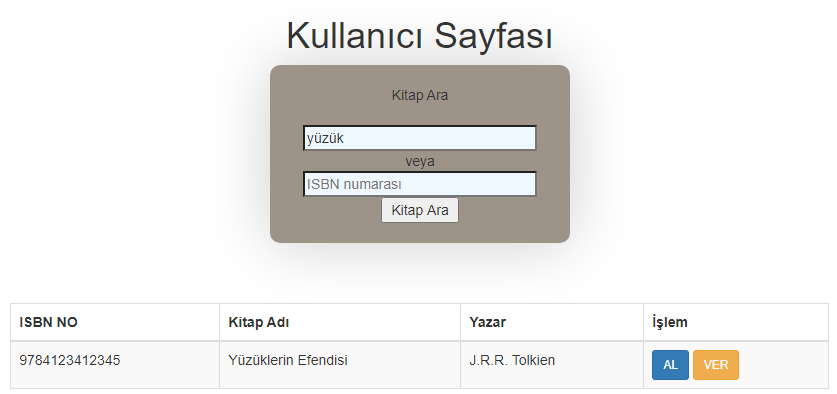 Kullanıcı Sayfası
Kitap Ara
yüzük
veya
ISBN numarası
Kitap Ara
ISBN NO Kitap Adı Yazar İşlem
9784123412345 Yüzüklerin Efendisi J.R.R. Tolkien AL VER